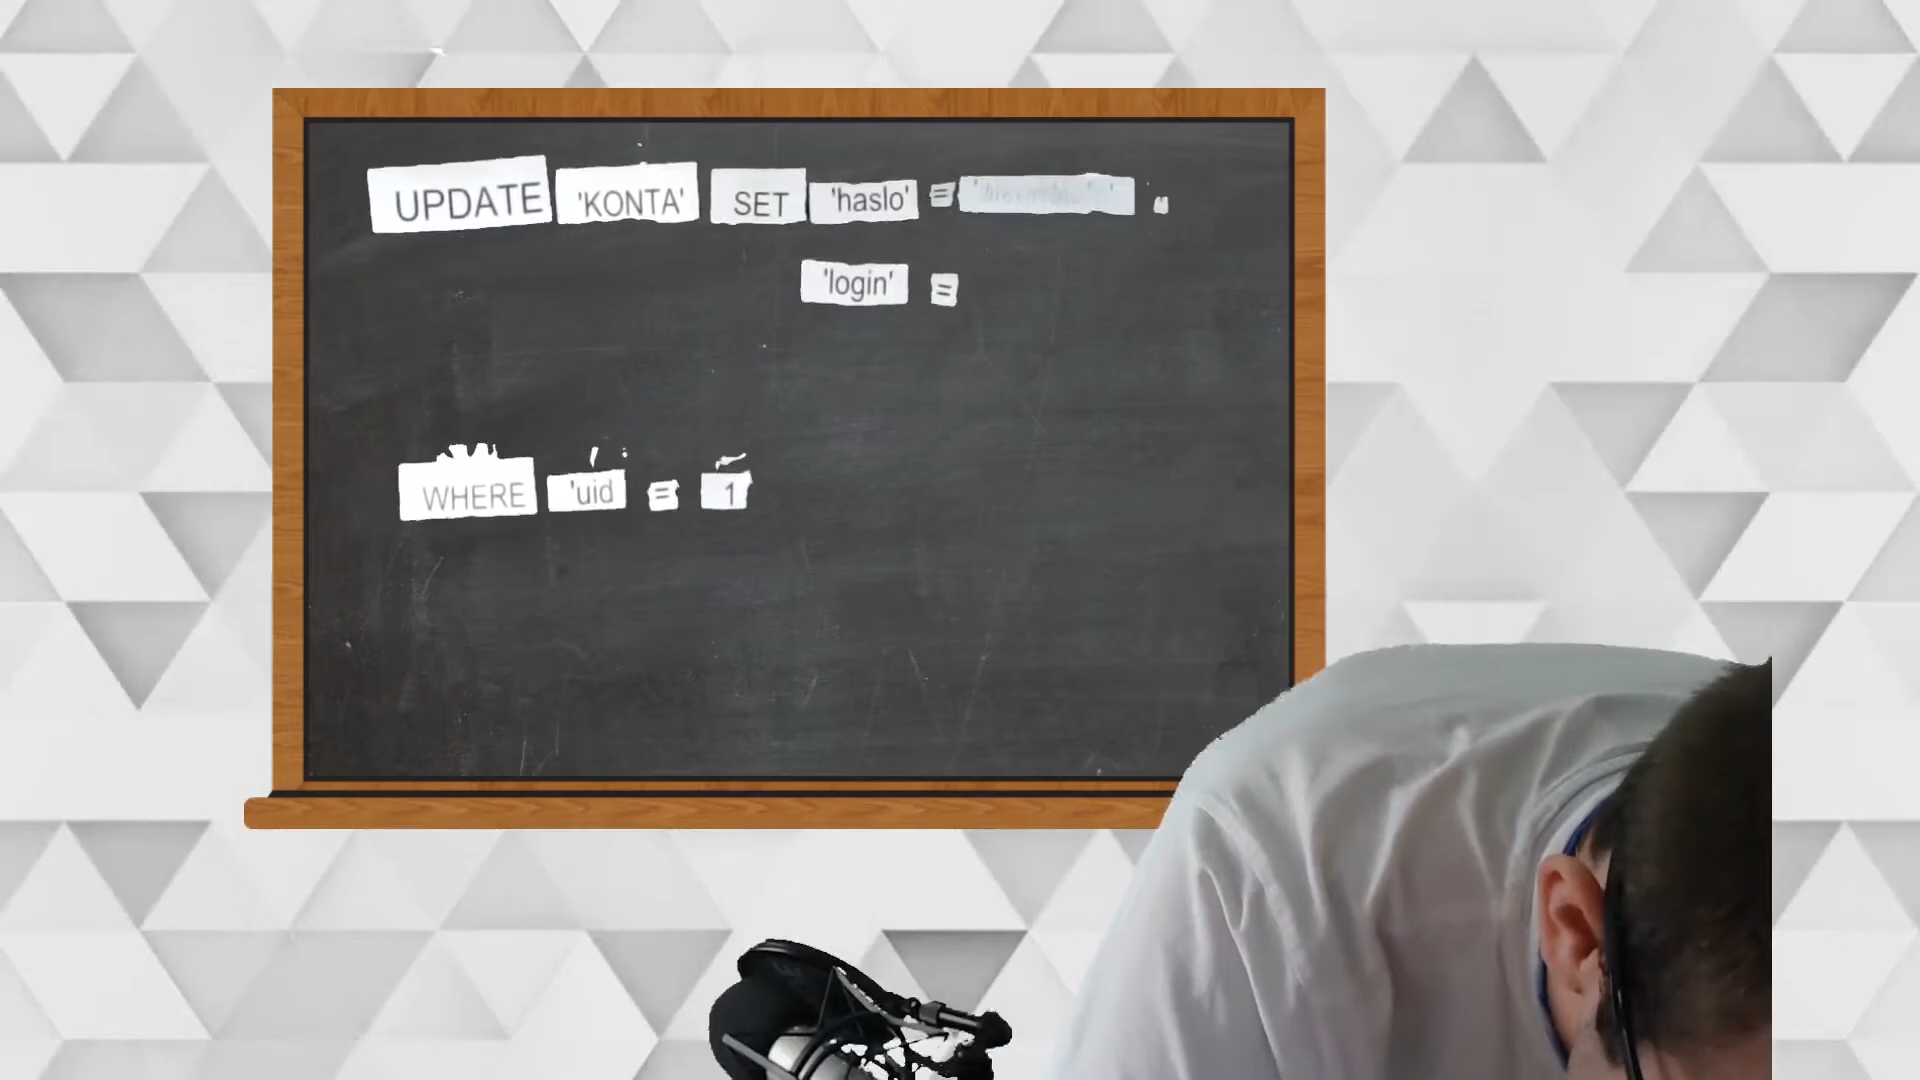 UPDATE 'KONTA' SET 'haslo' =
'login' =
WHERE 'uid = 1